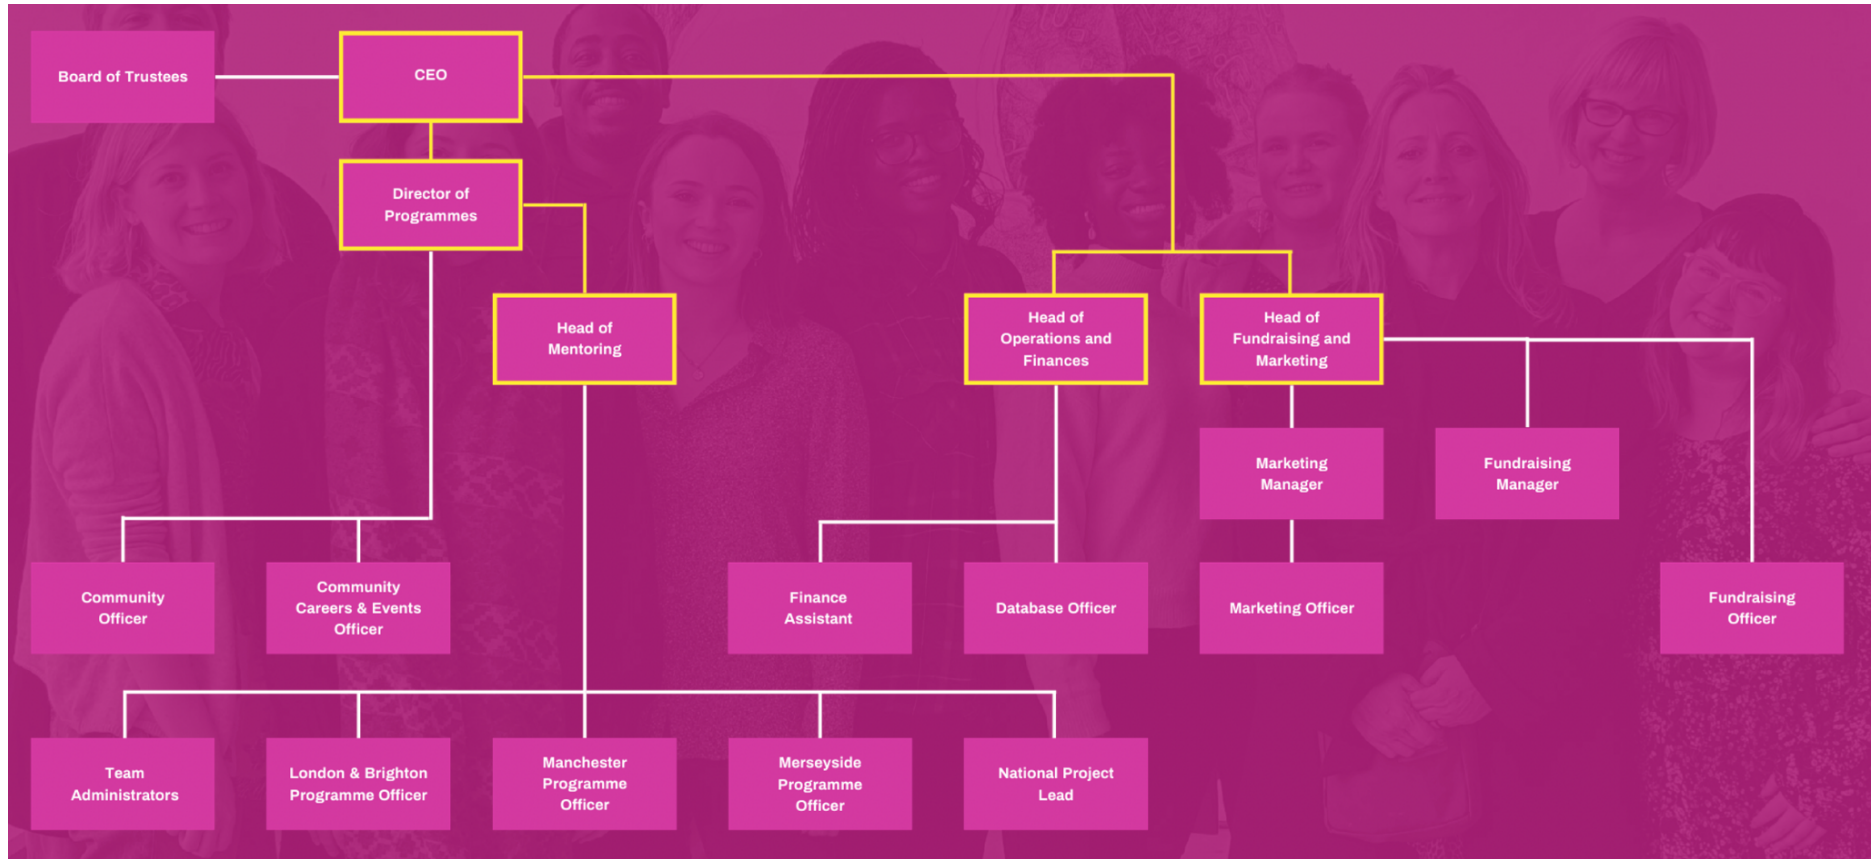 Board of Trustees
CEO
Director of
Programmes
Head of
Mentoring
Head of
Operations and
Finances
Head of
Fundraising and
Marketing
Marketing
Manager
Fundraising
Manager
Community
Officer
Community
Careers & Events
Officer
Finance
Assistant
Database Officer
Marketing Officer
Fundraising
Officer
Team
Administrators
London & Brighton
Programme Officer
Manchester
Programme
Officer
Merseyside
Programme
Officer
National Project
Lead